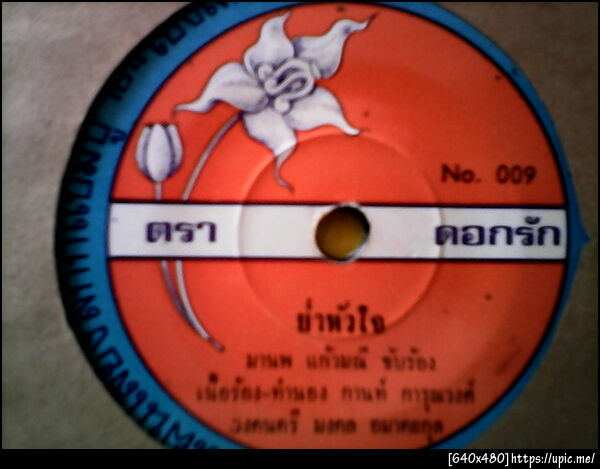 No. 009
ตรา ดอกรัก
ย่ำหัวใจ
มานพ แก้วมณี ขับร้อง
เนื้อร้อง-ทำนอง กานท์ การุณวงศ์
วงดนตรี มงคล อมาตยกุล
[640x480]https://upic.me/